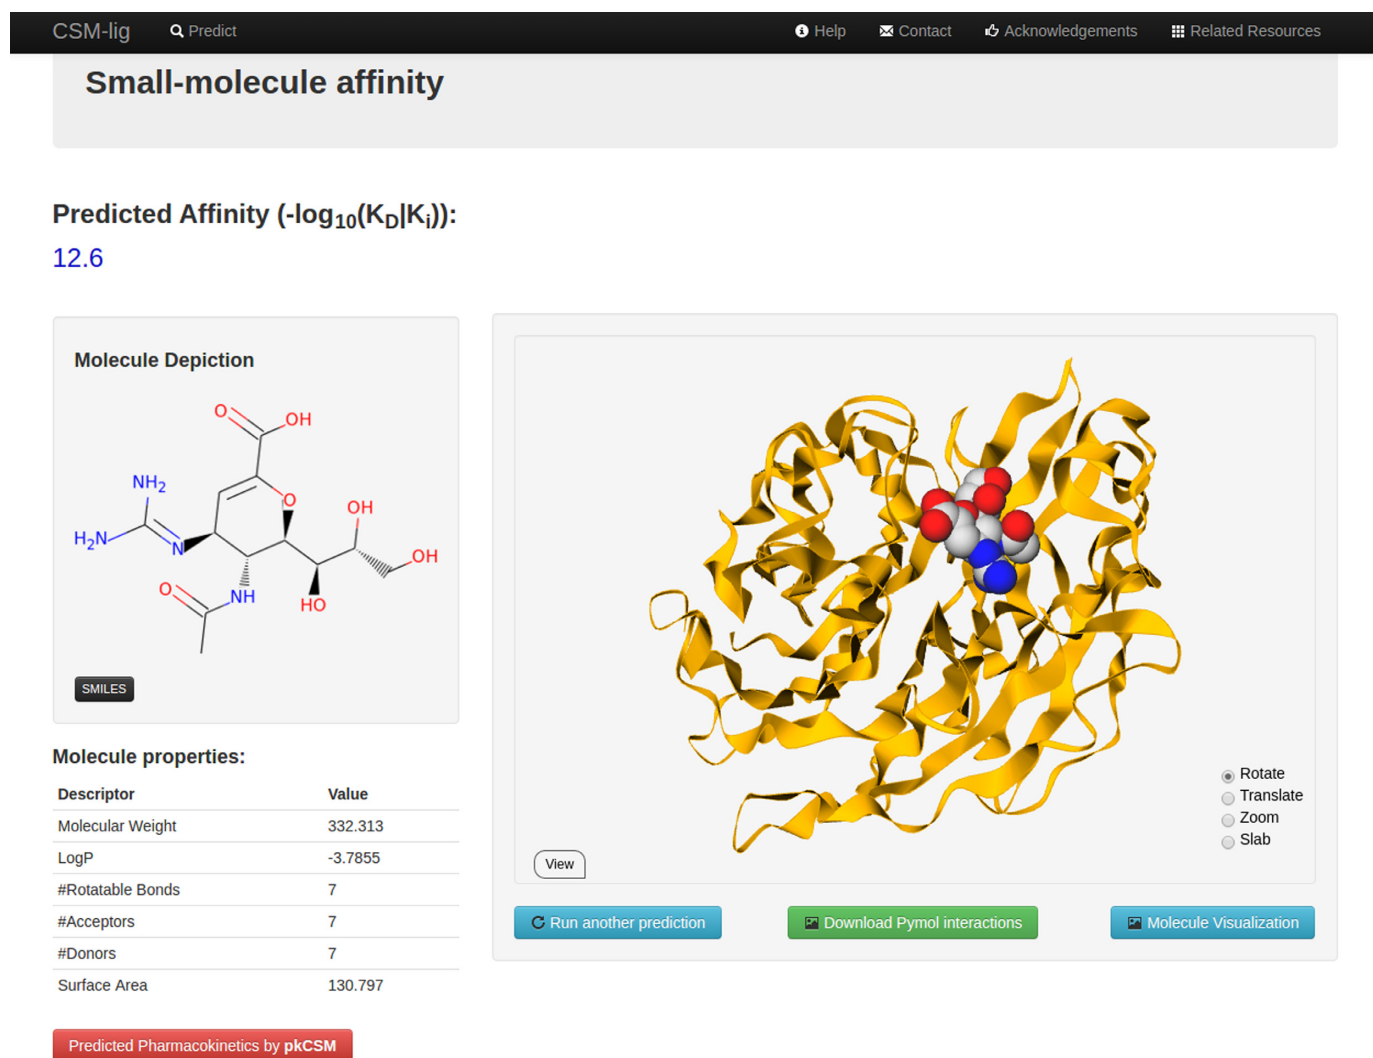 CSM-lig Predict Help Contact Acknowledgements Related Resources
Small-molecule affinity
Predicted Affinity (-log10(KD|Ki)):
12.6
Molecule Depiction
O
OH
NH2
O
OH
H2N
N
OH
O
NH
HO
SMILES
Molecule properties:
Descriptor Value
Molecular Weight 332.313
LogP -3.7855
#Rotatable Bonds 7
#Acceptors 7
#Donors 7
Surface Area 130.797
Predicted Pharmacokinetics by pkCSM
Rotate
Translate
Zoom
Slab
View
Run another prediction Download Pymol interactions Molecule Visualization